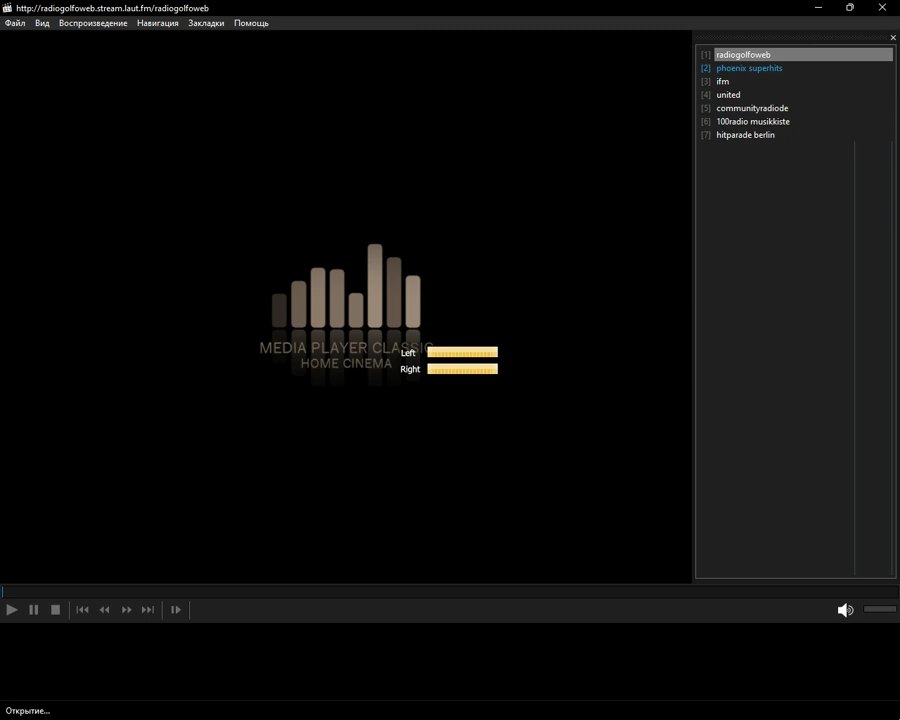 http://radiogolfoweb.stream.laut.fm/radiogolfoweb
Файл Вид Воспроизведение Навигация Закладки Помощь
[1] radiogolfoweb
[2] phoenix superhits
[3] ifm
[4] united
[5] communityradiode
[6] 100radio musikkiste
[7] hitparade berlin
MEDIA PLAYER CLASSIC
HOME CINEMA
Left
Right
Открытие...